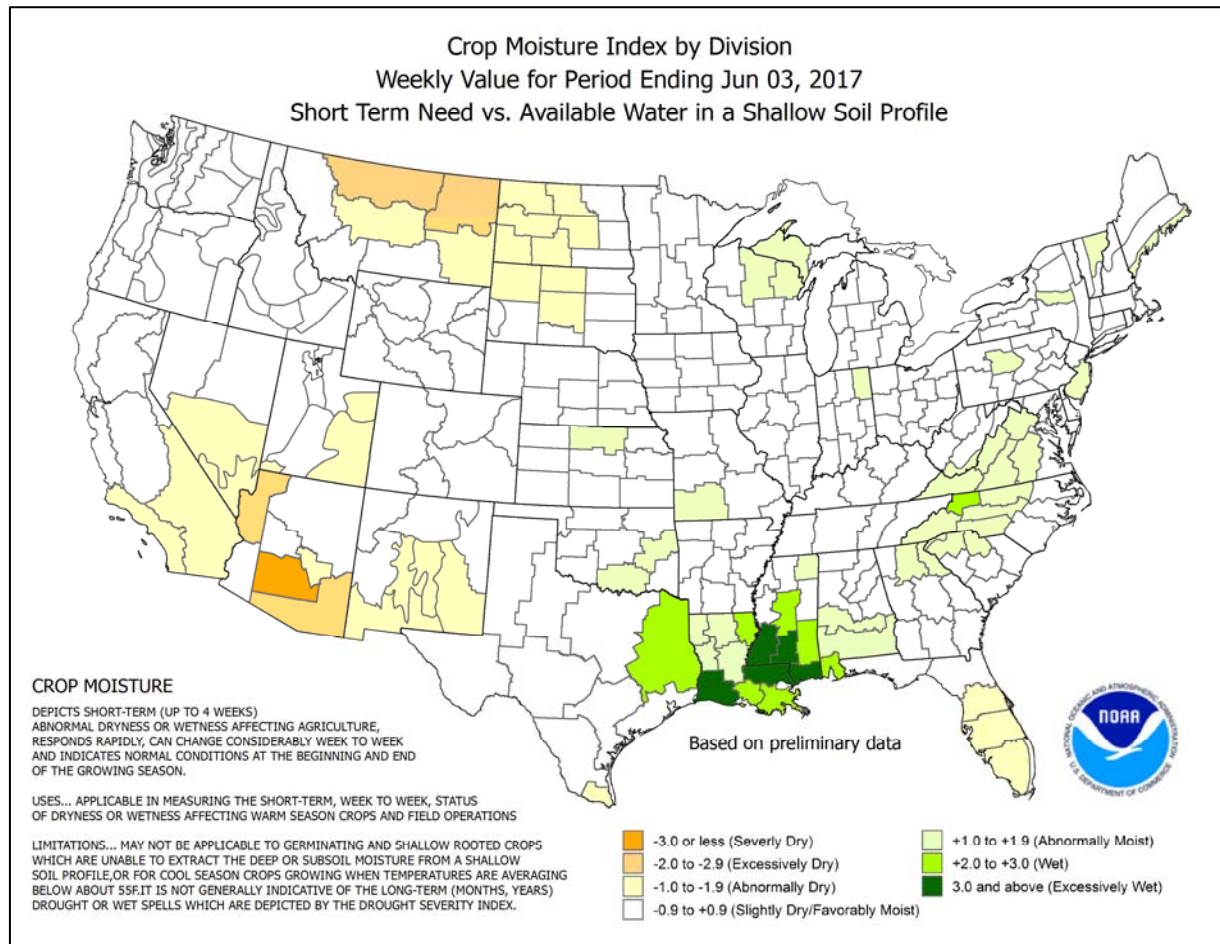 Crop Moisture Index by Division
Weekly Value for Period Ending Jun 03, 2017
Short Term Need vs. Available Water in a Shallow Soil Profile
CROP MOISTURE
DEPICTS SHORT-TERM (UP TO 4 WEEKS)
ABNORMAL DRYNESS OR WETNESS AFFECTING AGRICULTURE,
RESPONDS RAPIDLY, CAN CHANGE CONSIDERABLY WEEK TO WEEK
AND INDICATES NORMAL CONDITIONS AT THE BEGINNING AND END
OF THE GROWING SEASON.
USES... APPLICABLE IN MEASURING THE SHORT-TERM, WEEK TO WEEK, STATUS
OF DRYNESS OR WETNESS AFFECTING WARM SEASON CROPS AND FIELD OPERATIONS
LIMITATIONS... MAY NOT BE APPLICABLE TO GERMINATING AND SHALLOW ROOTED CROPS
WHICH ARE UNABLE TO EXTRACT THE DEEP OR SUBSOIL MOISTURE FROM A SHALLOW
SOIL PROFILE,OR FOR COOL SEASON CROPS GROWING WHEN TEMPERATURES ARE AVERAGING
BELOW ABOUT 55F.IT IS NOT GENERALLY INDICATIVE OF THE LONG-TERM (MONTHS, YEARS)
DROUGHT OR WET SPELLS WHICH ARE DEPICTED BY THE DROUGHT SEVERITY INDEX.
Based on preliminary data
NATIONAL OCEANIC AND ATMOSPHERIC ADMINISTRATION
NOAA
U.S. DEPARTMENT OF COMMERCE
-3.0 or less (Severly Dry)
-2.0 to -2.9 (Excessively Dry)
-1.0 to -1.9 (Abnormally Dry)
-0.9 to +0.9 (Slightly Dry/Favorably Moist)
+1.0 to +1.9 (Abnormally Moist)
+2.0 to +3.0 (Wet)
3.0 and above (Excessively Wet)